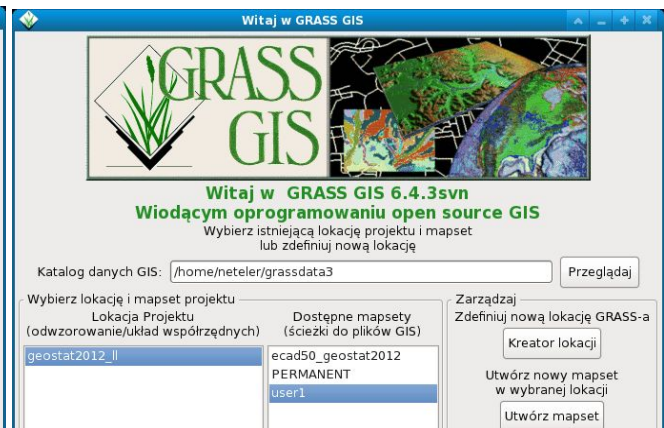 Witaj w GRASS GIS
GRASS
GIS
Witaj w GRASS GIS 6.4.3svn
Wiodącym oprogramowaniu open source GIS
Wybierz istniejącą lokację projektu i mapset
lub zdefiniuj nową lokację
Katalog danych GIS: /home/neteler/grassdata3 Przeglądaj
Wybierz lokację i mapset projektu
Lokacja Projektu
(odwzorowanie/układ współrzędnych)
geostat2012_ll
Dostępne mapsety
(ścieżki do plików GIS)
ecad50_geostat2012
PERMANENT
user1
Zarządzaj
Zdefiniuj nową lokację GRASS-a
Kreator lokacji
Utwórz nowy mapset
w wybranej lokacji
Utwórz mapset